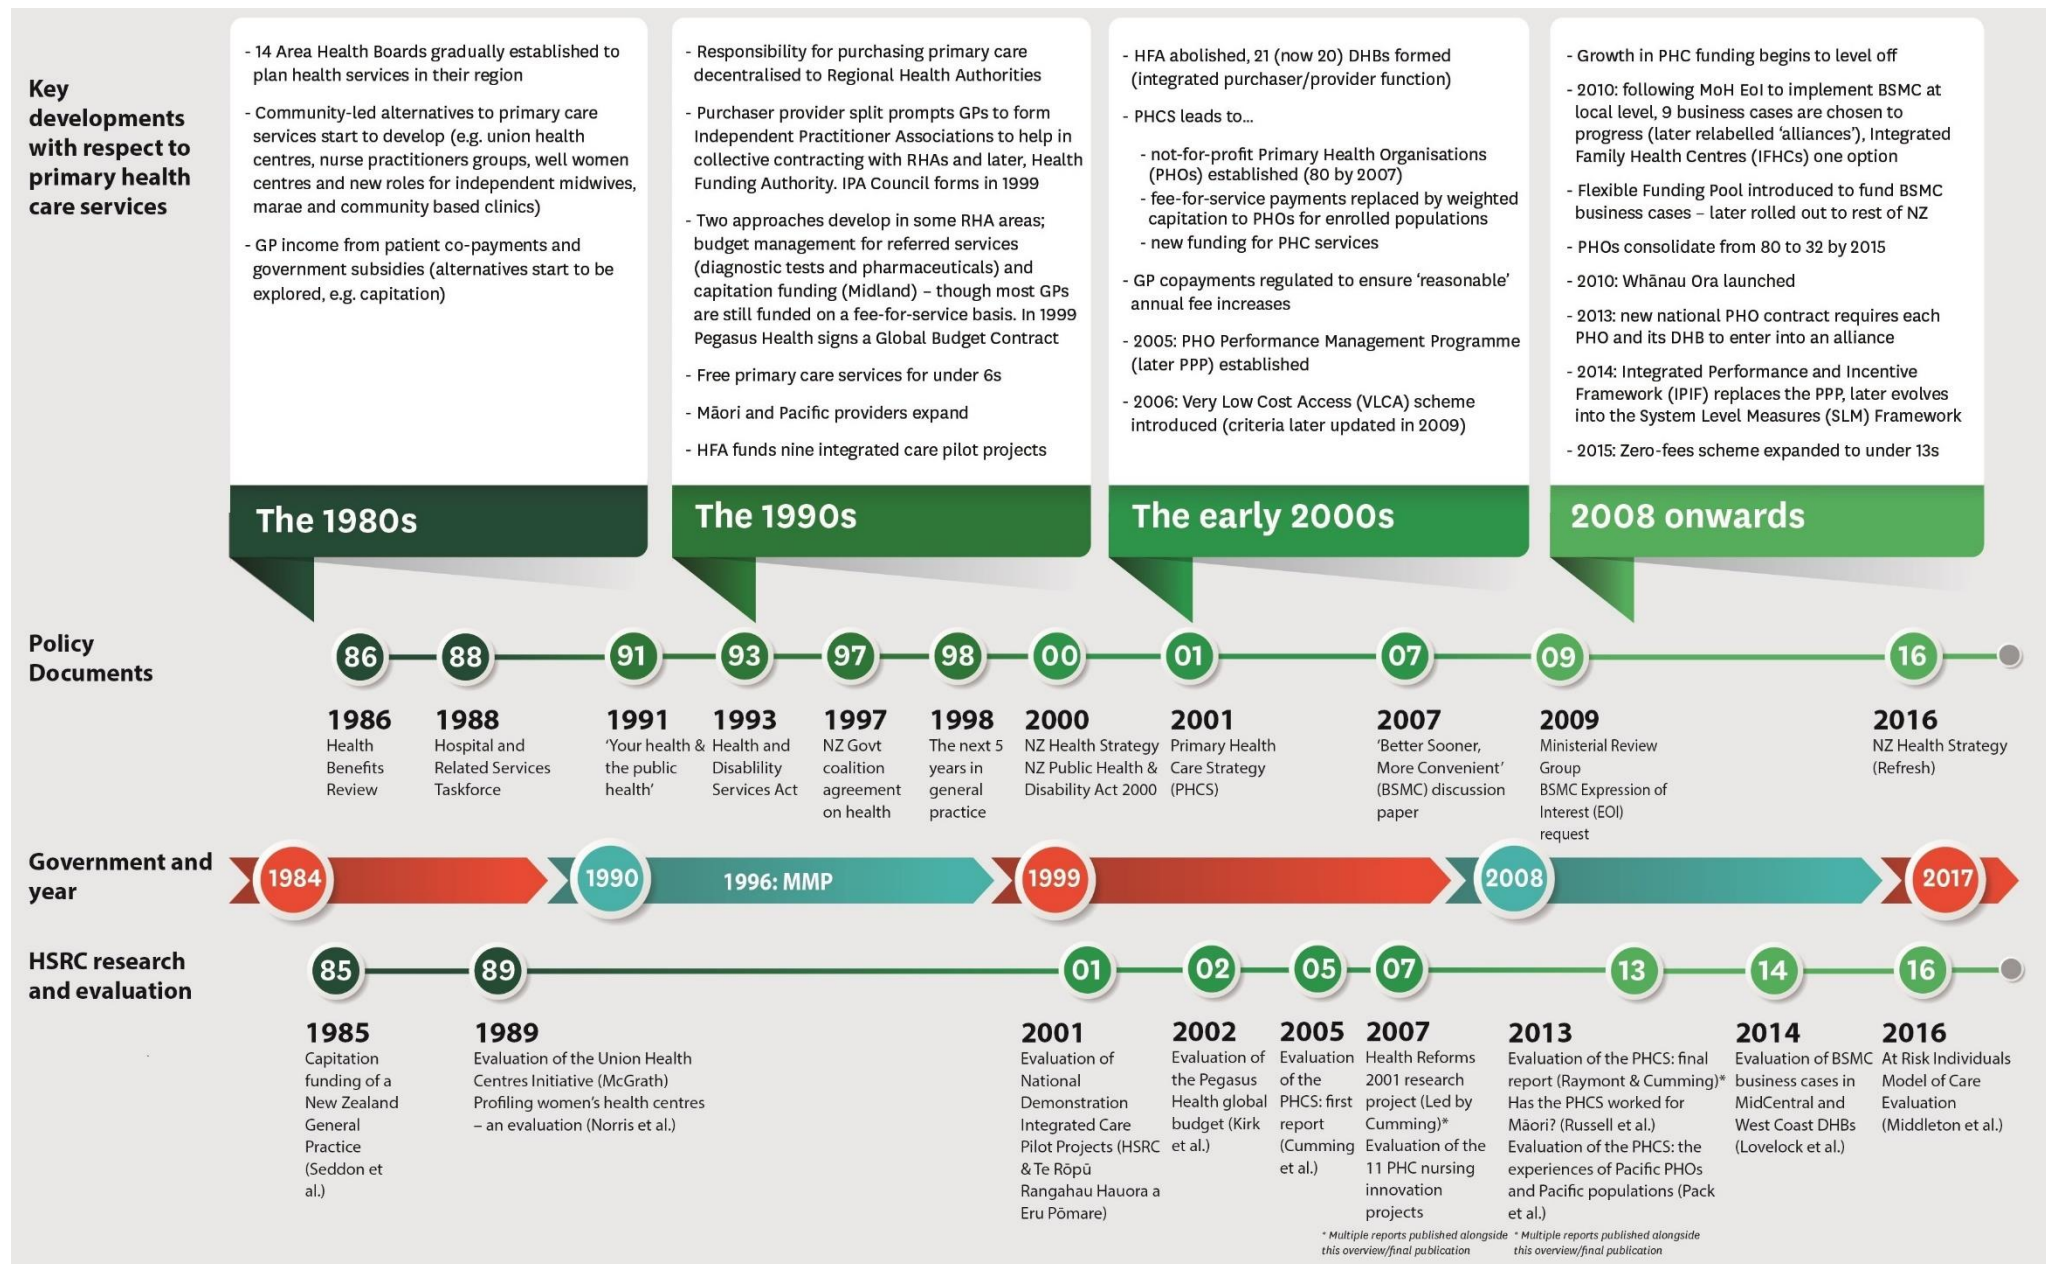 Key
developments
with respect to
primary health
care services
- 14 Area Health Boards gradually established to
plan health services in their region
- Community-led alternatives to primary care
services start to develop (e.g. union health
centres, nurse practitioners groups, well women
centres and new roles for independent midwives,
marae and community based clinics)
- GP income from patient co-payments and
government subsidies (alternatives start to be
explored, e.g. capitation)
The 1980s
- Responsibility for purchasing primary care
decentralised to Regional Health Authorities
- Purchaser provider split prompts GPs to form
Independent Practitioner Associations to help in
collective contracting with RHAs and later, Health
Funding Authority. IPA Council forms in 1999
- Two approaches develop in some RHA areas;
budget management for referred services
(diagnostic tests and pharmaceuticals) and
capitation funding (Midland) – though most GPs
are still funded on a fee-for-service basis. In 1999
Pegasus Health signs a Global Budget Contract
- Free primary care services for under 6s
- Māori and Pacific providers expand
- HFA funds nine integrated care pilot projects
The 1990s
- HFA abolished, 21 (now 20) DHBs formed
(integrated purchaser/provider function)
- PHCS leads to...
- not-for-profit Primary Health Organisations
(PHOs) established (80 by 2007)
- fee-for-service payments replaced by weighted
capitation to PHOs for enrolled populations
- new funding for PHC services
- GP copayments regulated to ensure ‘reasonable’
annual fee increases
- 2005: PHO Performance Management Programme
(later PPP) established
- 2006: Very Low Cost Access (VLCA) scheme
introduced (criteria later updated in 2009)
The early 2000s
- Growth in PHC funding begins to level off
- 2010: following MoH EoI to implement BSMC at
local level, 9 business cases are chosen to
progress (later relabelled ‘alliances’), Integrated
Family Health Centres (IFHCs) one option
- Flexible Funding Pool introduced to fund BSMC
business cases – later rolled out to rest of NZ
- PHOs consolidate from 80 to 32 by 2015
- 2010: Whānau Ora launched
- 2013: new national PHO contract requires each
PHO and its DHB to enter into an alliance
- 2014: Integrated Performance and Incentive
Framework (IPIF) replaces the PPP, later evolves
into the System Level Measures (SLM) Framework
- 2015: Zero-fees scheme expanded to under 13s
2008 onwards
Policy
Documents
86
1986
Health
Benefits
Review
88
1988
Hospital and
Related Services
Taskforce
91
1991
‘Your health &
the public
health’
93
1993
Health and
Disablility
Services Act
97
1997
NZ Govt
coalition
agreement
on health
98
1998
The next 5
years in
general
practice
00
2000
NZ Health Strategy
NZ Public Health &
Disability Act 2000
01
2001
Primary Health
Care Strategy
(PHCS)
07
2007
‘Better Sooner,
More Convenient’
(BSMC) discussion
paper
09
2009
Ministerial Review
Group
BSMC Expression of
Interest (EOI)
request
16
2016
NZ Health Strategy
(Refresh)
Government and
year
1984
1990
1996: MMP
1999
2008
2017
HSRC research
and evaluation
85
1985
Capitation
funding of a
New Zealand
General
Practice
(Seddon et
al.)
89
1989
Evaluation of the Union Health
Centres Initiative (McGrath)
Profiling women’s health centres
– an evaluation (Norris et al.)
01
2001
Evaluation of
National
Demonstration
Integrated Care
Pilot Projects (HSRC
& Te Rōpū
Rangahau Hauora a
Eru Pōmare)
02
2002
Evaluation of
the Pegasus
Health global
budget (Kirk
et al.)
05
2005
Evaluation
of the
PHCS: first
report
(Cumming
et al.)
07
2007
Health Reforms
2001 research
project (Led by
Cumming)*
Evaluation of the
11 PHC nursing
innovation
projects
* Multiple reports published alongside
this overview/final publication
13
2013
Evaluation of the PHCS: final
report (Raymont & Cumming)*
Has the PHCS worked for
Māori? (Russell et al.)
Evaluation of the PHCS: the
experiences of Pacific PHOs
and Pacific populations (Pack
et al.)
* Multiple reports published alongside
this overview/final publication
14
2014
Evaluation of BSMC
business cases in
MidCentral and
West Coast DHBs
(Lovelock et al.)
16
2016
At Risk Individuals
Model of Care
Evaluation
(Middleton et al.)